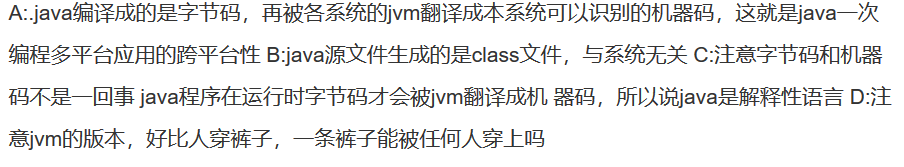 A:.java编译成的是字节码，再被各系统的jvm翻译成本系统可以识别的机器码，这就是java一次
编程多平台应用的跨平台性 B:java源文件生成的是class文件，与系统无关 C:注意字节码和机器
码不是一回事 java程序在运行时字节码才会被jvm翻译成机 器码，所以说java是解释性语言 D:注
意jvm的版本，好比人穿裤子，一条裤子能被任何人穿上吗